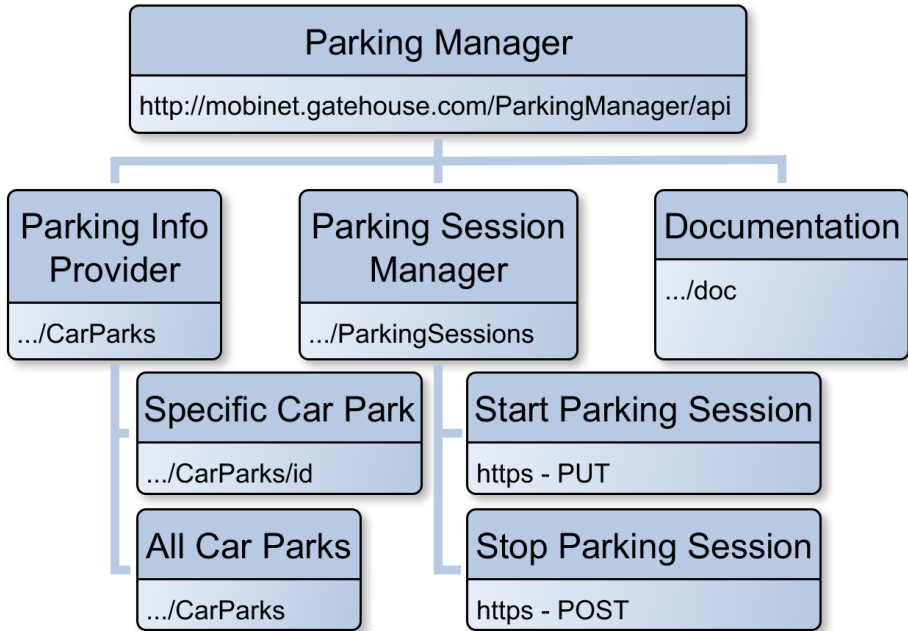 Parking Manager
http://mobinet.gatehouse.com/ParkingManager/api
Parking Info
Provider
.../CarParks
Parking Session
Manager
.../ParkingSessions
Documentation
.../doc
Specific Car Park
.../CarParks/id
All Car Parks
.../CarParks
Start Parking Session
https - PUT
Stop Parking Session
https - POST